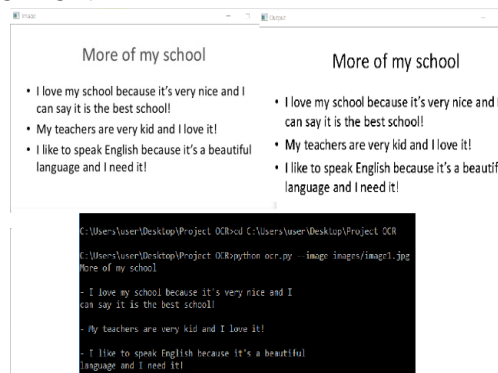 Image
More of my school
• I love my school because it's very nice and I
can say it is the best school!
• My teachers are very kid and I love it!
• I like to speak English because it's a beautiful
language and I need it!
Output
More of my school
• I love my school because it's very nice and I
can say it is the best school!
• My teachers are very kid and I love it!
• I like to speak English because it's a beautif
language and I need it!
C:\Users\user\Desktop\Project OCR>cd C:\Users\user\Desktop\Project OCR
C:\Users\user\Desktop\Project OCR>python ocr.py --image images/image1.jpg
More of my school
- I love my school because it's very nice and I
can say it is the best school!
- My teachers are very kid and I love it!
- I like to speak English because it's a beautiful
language and I need it!